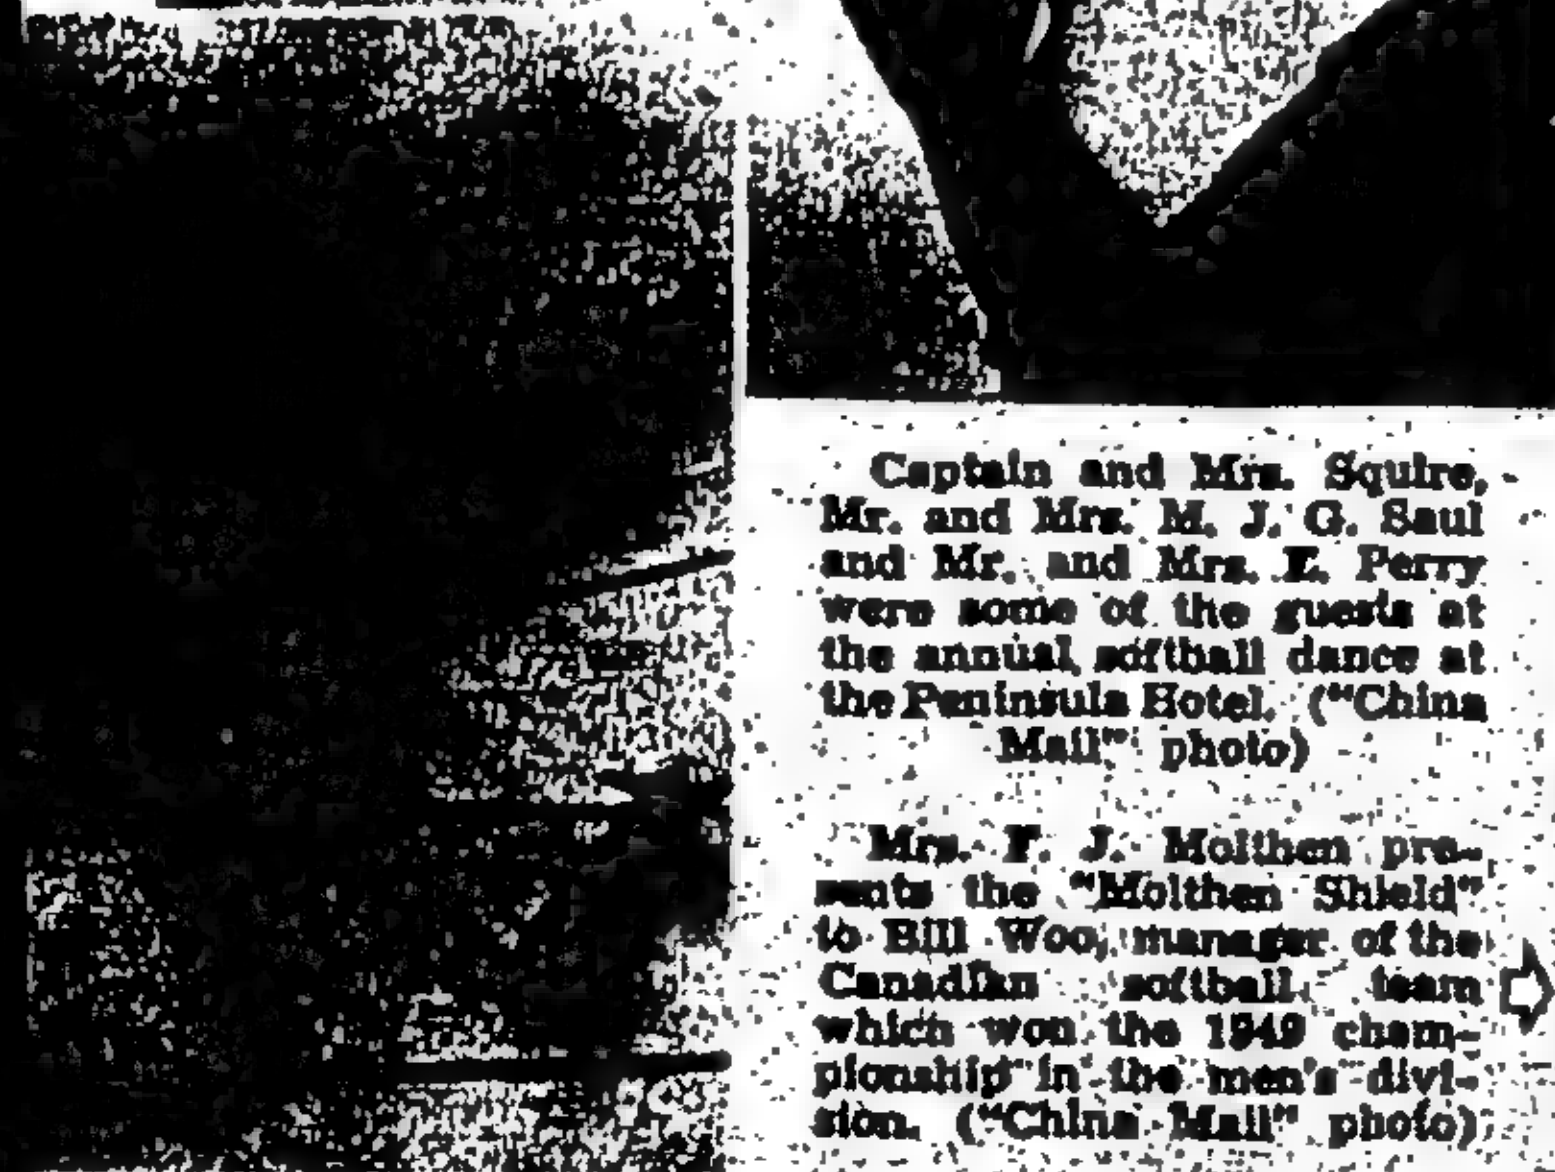 Captain and Mrs. Squire,
Mr. and Mrs. M. J. G. Saul
and Mr. and Mrs. E. Perry
were some of the guests at
the annual softball dance at
the Peninsula Hotel. ("China
Mail" photo)
Mrs. F. J. Molthen pre-
sents the "Molthen Shield"
to Bill Woo, manager of the
Canadian softball team
which won the 1949 cham-
pionship in the men's divi-
sion. ("China Mail" photo)